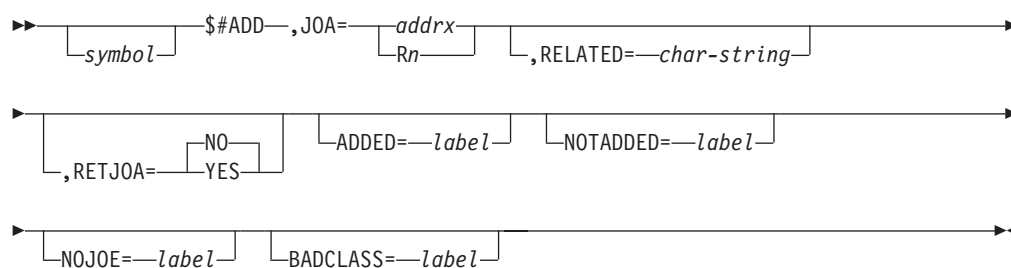 $#ADD ,JOA= addrx
symbol Rn ,RELATED= char-string
NO ADDED= label NOTADDED= label
,RETJOA= YES
NOJOE= label BADCLASS= label